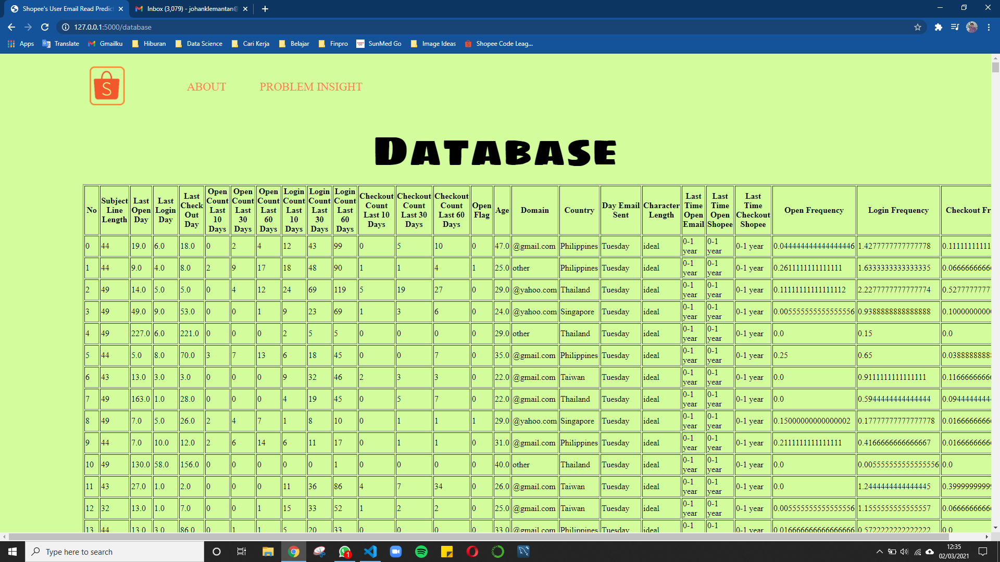 Shopee's User Email Read Predic
Inbox (3,079) - johanklemantan@
127.0.0.1:5000/database
Apps Translate Gmailku Hiburan Data Science Cari Kerja Belajar Finpro SunMed Go Image Ideas Shopee Code Leag...
S
ABOUT PROBLEM INSIGHT
DATABASE
No Subject Line Length Last Open Day Last Login Day Last Check Out Day Open Count Last 10 Days Open Count Last 30 Days Open Count Last 60 Days Login Count Last 10 Days Login Count Last 30 Days Login Count Last 60 Days Checkout Count Last 10 Days Checkout Count Last 30 Days Checkout Count Last 60 Days Open Flag Age Domain Country Day Email Sent Character Length Last Time Open Email Last Time Open Shopee Last Time Checkout Shopee Open Frequency Login Frequency Checkout Fr
0 44 19.0 6.0 18.0 0 2 4 12 43 99 0 5 10 0 47.0 @gmail.com Philippines Tuesday ideal 0-1 year 0-1 year 0-1 year 0.044444444444444446 1.4277777777777778 0.11111111111
1 44 9.0 4.0 8.0 2 9 17 18 48 90 1 1 4 1 25.0 other Philippines Tuesday ideal 0-1 year 0-1 year 0-1 year 0.2611111111111111 1.6333333333333335 0.0666666666
2 49 14.0 5.0 5.0 0 4 12 24 69 119 5 19 27 0 29.0 @yahoo.com Thailand Tuesday ideal 0-1 year 0-1 year 0-1 year 0.11111111111111112 2.2277777777777774 0.5277777777
3 49 49.0 9.0 53.0 0 0 1 9 23 69 1 3 6 0 24.0 @yahoo.com Singapore Tuesday ideal 0-1 year 0-1 year 0-1 year 0.005555555555555556 0.9388888888888888 0.1000000000
4 49 227.0 6.0 221.0 0 0 0 2 5 5 0 0 0 0 29.0 other Thailand Tuesday ideal 0-1 year 0-1 year 0-1 year 0.0 0.15 0.0
5 44 5.0 8.0 70.0 3 7 13 6 18 45 0 0 7 0 35.0 @gmail.com Philippines Tuesday ideal 0-1 year 0-1 year 0-1 year 0.25 0.65 0.0388888888
6 43 13.0 3.0 3.0 0 0 0 9 32 46 2 3 3 0 22.0 @gmail.com Taiwan Tuesday ideal 0-1 year 0-1 year 0-1 year 0.0 0.9111111111111111 0.1166666666
7 49 163.0 1.0 28.0 0 0 0 4 19 45 0 5 7 0 22.0 @gmail.com Thailand Tuesday ideal 0-1 year 0-1 year 0-1 year 0.0 0.5944444444444444 0.0944444444
8 49 7.0 5.0 26.0 2 4 7 1 8 10 0 1 1 1 29.0 @yahoo.com Singapore Tuesday ideal 0-1 year 0-1 year 0-1 year 0.15000000000000002 0.17777777777777778 0.0166666666
9 44 7.0 10.0 12.0 2 6 14 6 11 17 0 1 1 0 31.0 @gmail.com Philippines Tuesday ideal 0-1 year 0-1 year 0-1 year 0.2111111111111111 0.4166666666666667 0.0166666666
10 49 130.0 58.0 156.0 0 0 0 0 0 1 0 0 0 0 40.0 other Thailand Tuesday ideal 0-1 year 0-1 year 0-1 year 0.0 0.005555555555555556 0.0
11 43 27.0 1.0 2.0 0 0 0 11 36 86 4 7 34 0 26.0 @gmail.com Taiwan Tuesday ideal 0-1 year 0-1 year 0-1 year 0.0 1.2444444444444445 0.3999999999
12 32 13.0 1.0 7.0 0 0 1 15 33 52 1 2 2 0 25.0 @gmail.com Taiwan Tuesday ideal 0-1 year 0-1 year 0-1 year 0.005555555555555556 1.1555555555555557 0.0666666666
13 44 13.0 3.0 86.0 0 1 1 5 20 33 0 0 0 0 33.0 @gmail.com Philippines Tuesday ideal 0-1 0-1 0-1 year 0.016666666666666666 0.5722222222222222 0.0
Type here to search
1
12:35
02/03/2021